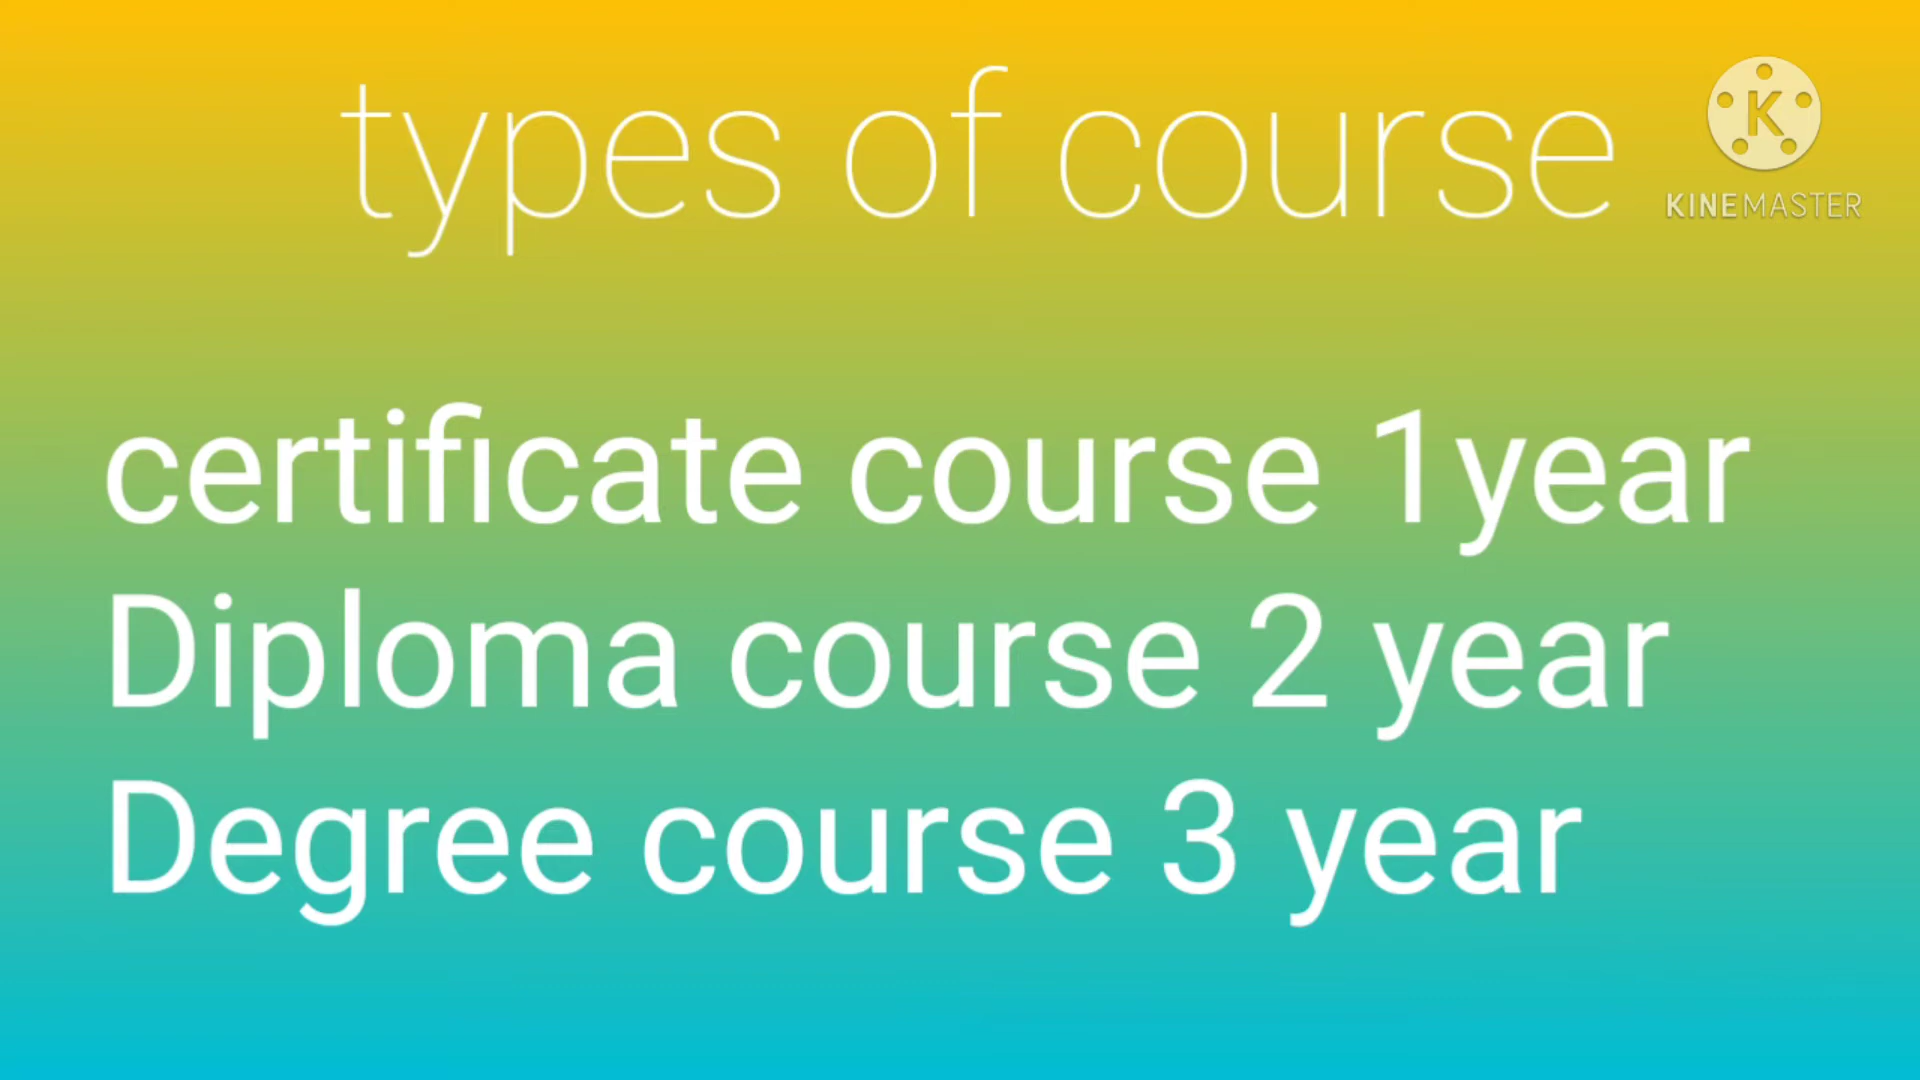 types of course
K
KINEMASTER
certificate course 1year
Diploma course 2 year
Degree course 3 year